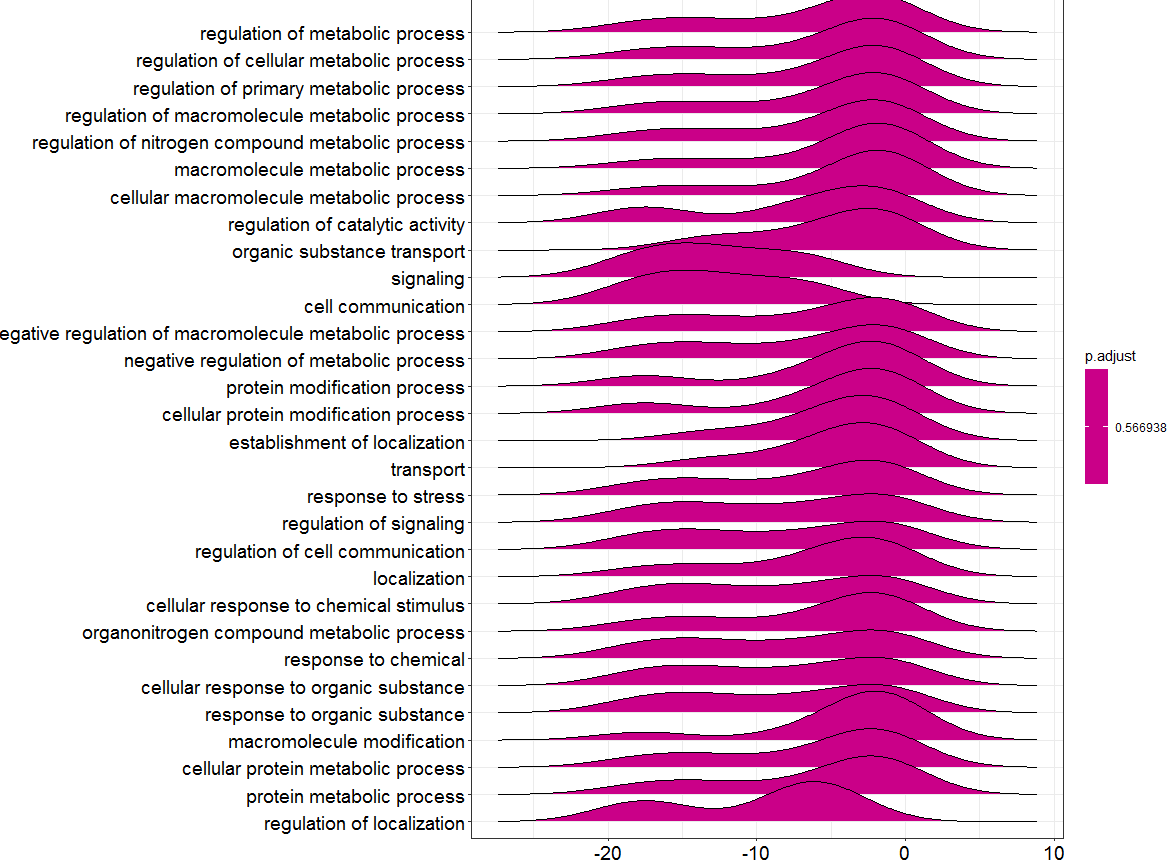 regulation of metabolic process
regulation of cellular metabolic process
regulation of primary metabolic process
regulation of macromolecule metabolic process
regulation of nitrogen compound metabolic process
macromolecule metabolic process
cellular macromolecule metabolic process
regulation of catalytic activity
organic substance transport
signaling
cell communication
egative regulation of macromolecule metabolic process
negative regulation of metabolic process
protein modification process
cellular protein modification process
establishment of localization
transport
response to stress
regulation of signaling
regulation of cell communication
localization
cellular response to chemical stimulus
organonitrogen compound metabolic process
response to chemical
cellular response to organic substance
response to organic substance
macromolecule modification
cellular protein metabolic process
protein metabolic process
regulation of localization
-20 -10 0 10
p.adjust
0.566938